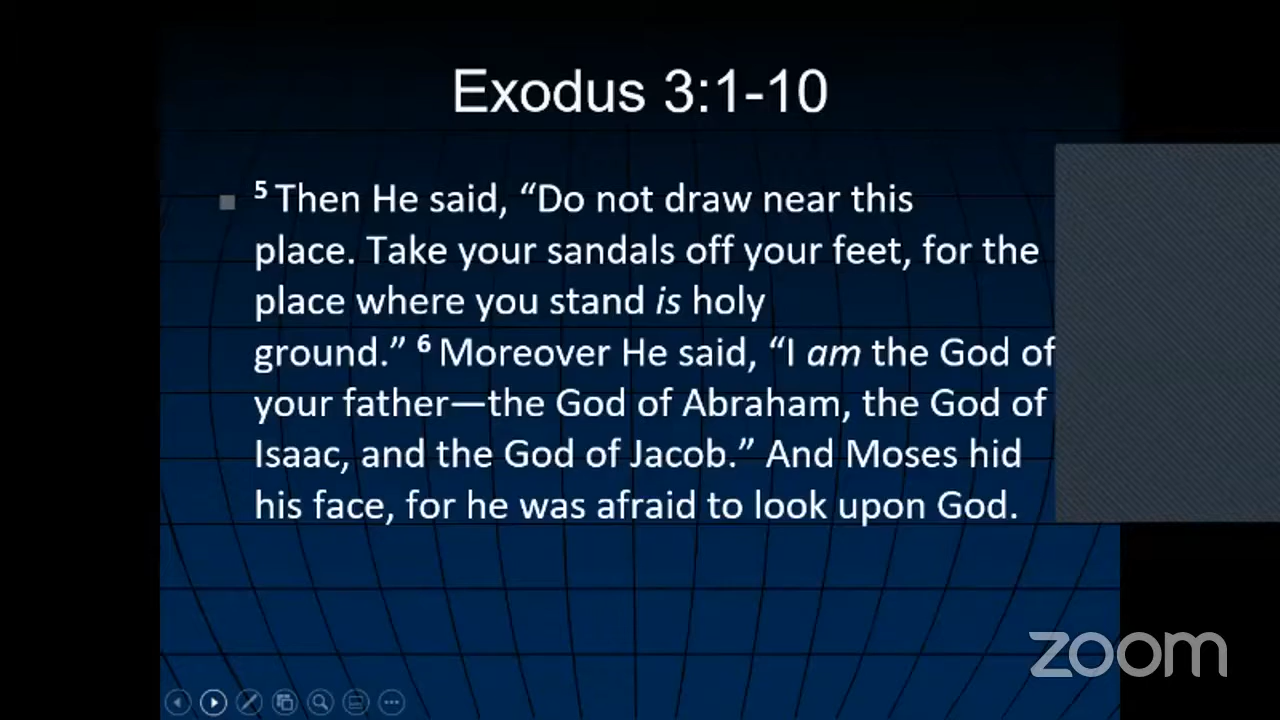 Exodus 3:1-10
5 Then He said, “Do not draw near this
place. Take your sandals off your feet, for the
place where you stand is holy
ground.” 6 Moreover He said, “I am the God of
your father—the God of Abraham, the God of
Isaac, and the God of Jacob.” And Moses hid
his face, for he was afraid to look upon God.
zoom